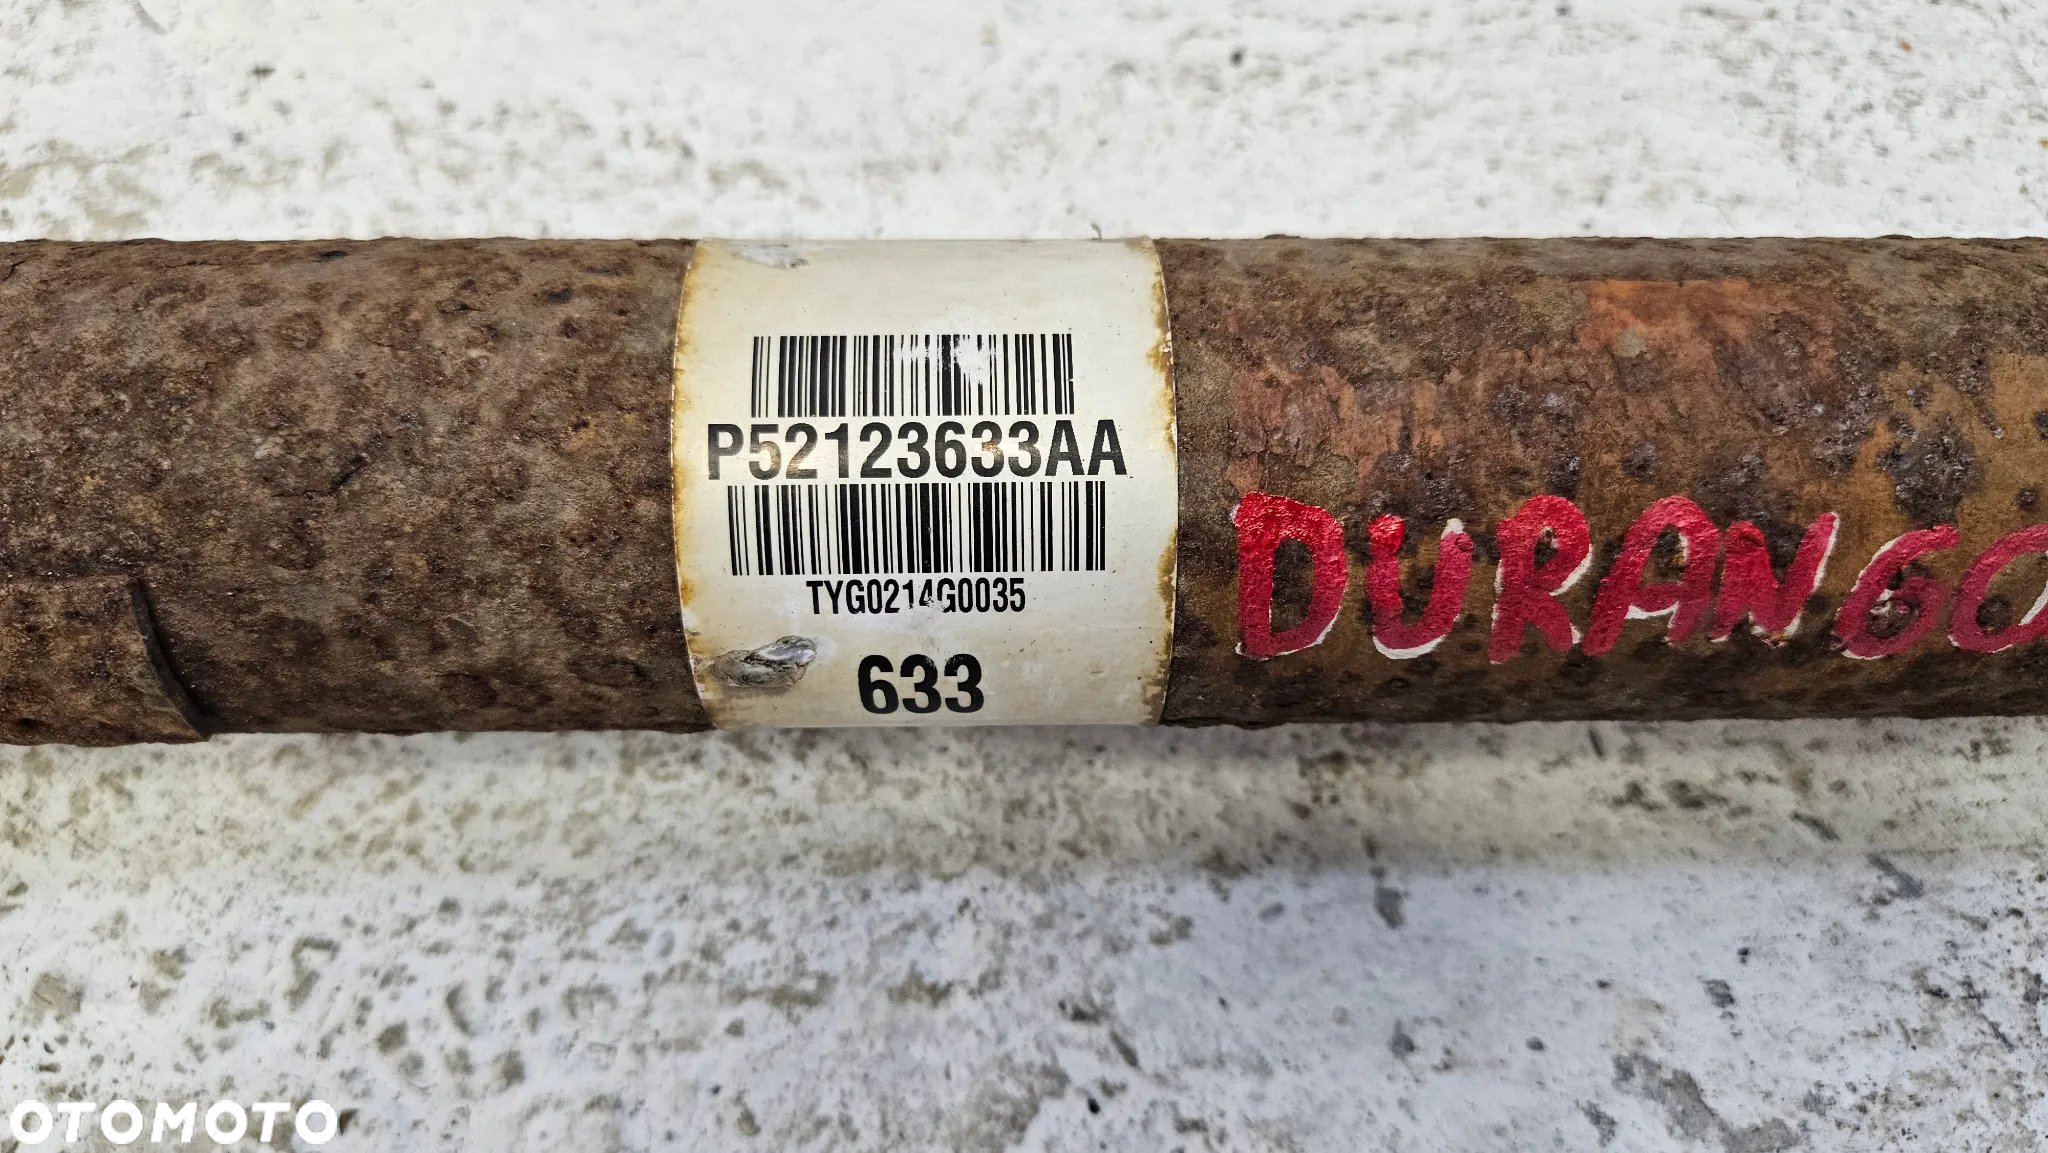 P52123633AA
TYG0214G0035
633
DURANGO
OTOMOTO